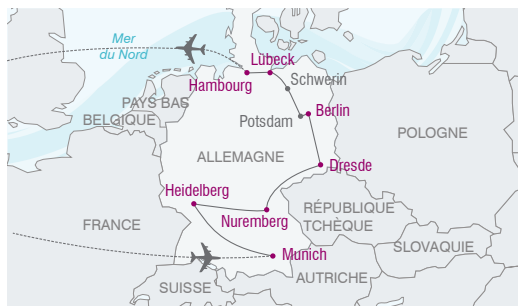 Mer
du Nord
Lübeck
Hambourg
Schwerin
PAYS BAS
BELGIQUE
Potsdam
Berlin
POLOGNE
ALLEMAGNE
Dresde
Heidelberg
RÉPUBLIQUE
TCHÈQUE
FRANCE
Nuremberg
SLOVAQUIE
Munich
AUTRICHE
SUISSE